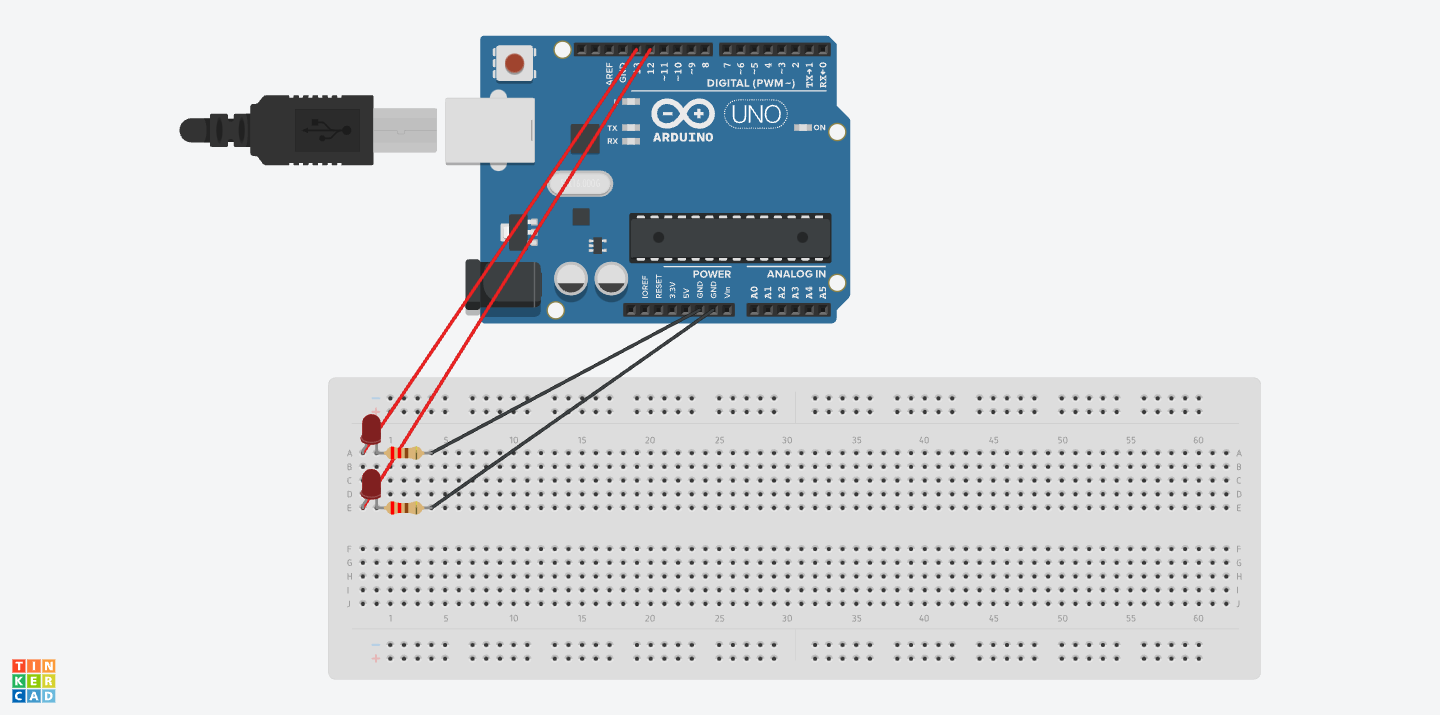 AREF
GND
13
12
~11
~10
~9
8
7
~6
~5
4
~3
2
TX→1
RX←0
DIGITAL (PWM~)
TX
RX
ARDUINO
UNO
ON
POWER
ANALOG IN
IOREF
RESET
3.3V
5V
GND
GND
Vin
A0
A1
A2
A3
A4
A5
1 5 10 15 20 25 30 35 40 45 50 55 60
A A
B B
C C
D D
E E
F F
G G
H H
I I
J J
1 5 10 15 20 25 30 35 40 45 50 55 60
TIN
KER
CAD